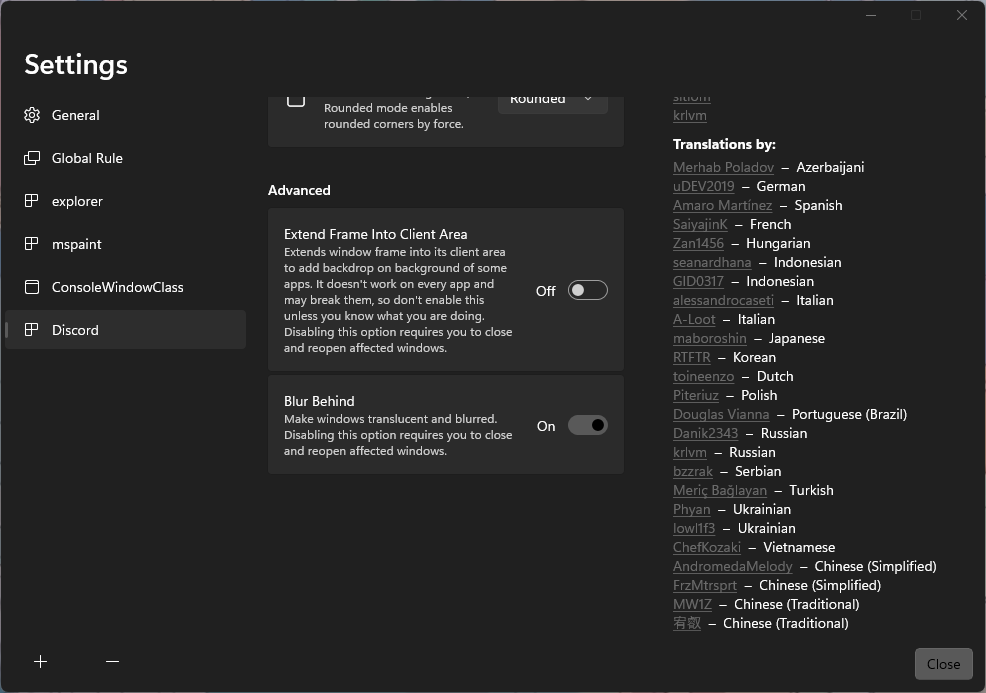 Settings
General
Global Rule
explorer
mspaint
ConsoleWindowClass
Discord
Rounded mode enables
rounded corners by force.
Rounded
Advanced
Extend Frame Into Client Area
Extends window frame into its client area
to add backdrop on background of some
apps. It doesn't work on every app and
may break them, so don't enable this
unless you know what you are doing.
Disabling this option requires you to close
and reopen affected windows.
Off
Blur Behind
Make windows translucent and blurred.
Disabling this option requires you to close
and reopen affected windows.
On
krlvm
Translations by:
Merhab Poladov – Azerbaijani
uDEV2019 – German
Amaro Martínez – Spanish
SaiyajinK – French
Zan1456 – Hungarian
seanardhana – Indonesian
GID0317 – Indonesian
alessandrocaseti – Italian
A-Loot – Italian
maboroshin – Japanese
RTFTR – Korean
toineenzo – Dutch
Piteriuz – Polish
Douglas Vianna – Portuguese (Brazil)
Danik2343 – Russian
krlvm – Russian
bzzrak – Serbian
Meriç Bağlayan – Turkish
Phyan – Ukrainian
lowl1f3 – Ukrainian
ChefKozaki – Vietnamese
AndromedaMelody – Chinese (Simplified)
FrzMtrsprt – Chinese (Simplified)
MW1Z – Chinese (Traditional)
宥叡 – Chinese (Traditional)
Close